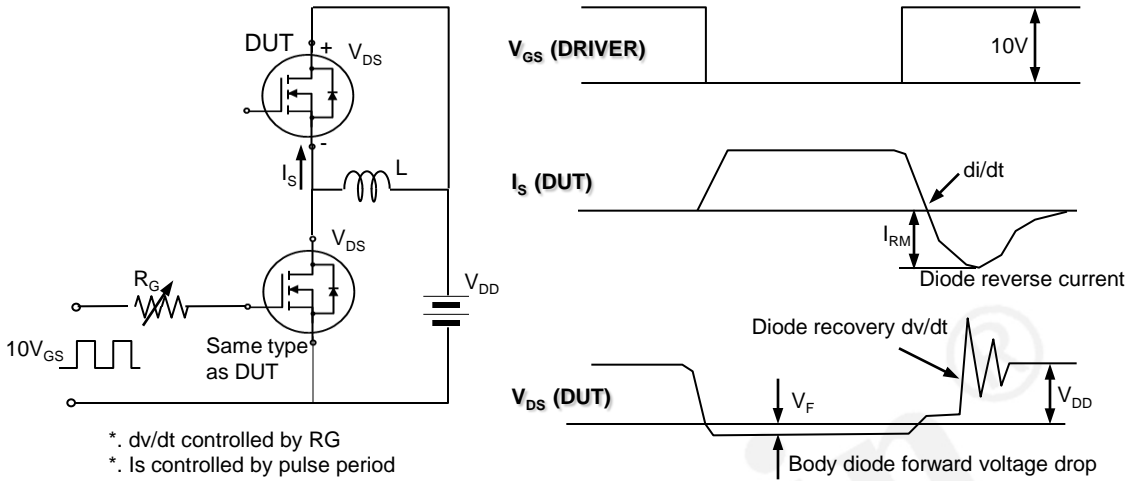 DUT
+
V_DS
-
I_S
L
V_DS
R_G
V_DD
10V_GS
Same type
as DUT
*. dv/dt controlled by RG
*. Is controlled by pulse period
V_GS (DRIVER)
10V
I_S (DUT)
di/dt
I_RM
Diode reverse current
Diode recovery dv/dt
V_DS (DUT)
V_F
V_DD
Body diode forward voltage drop